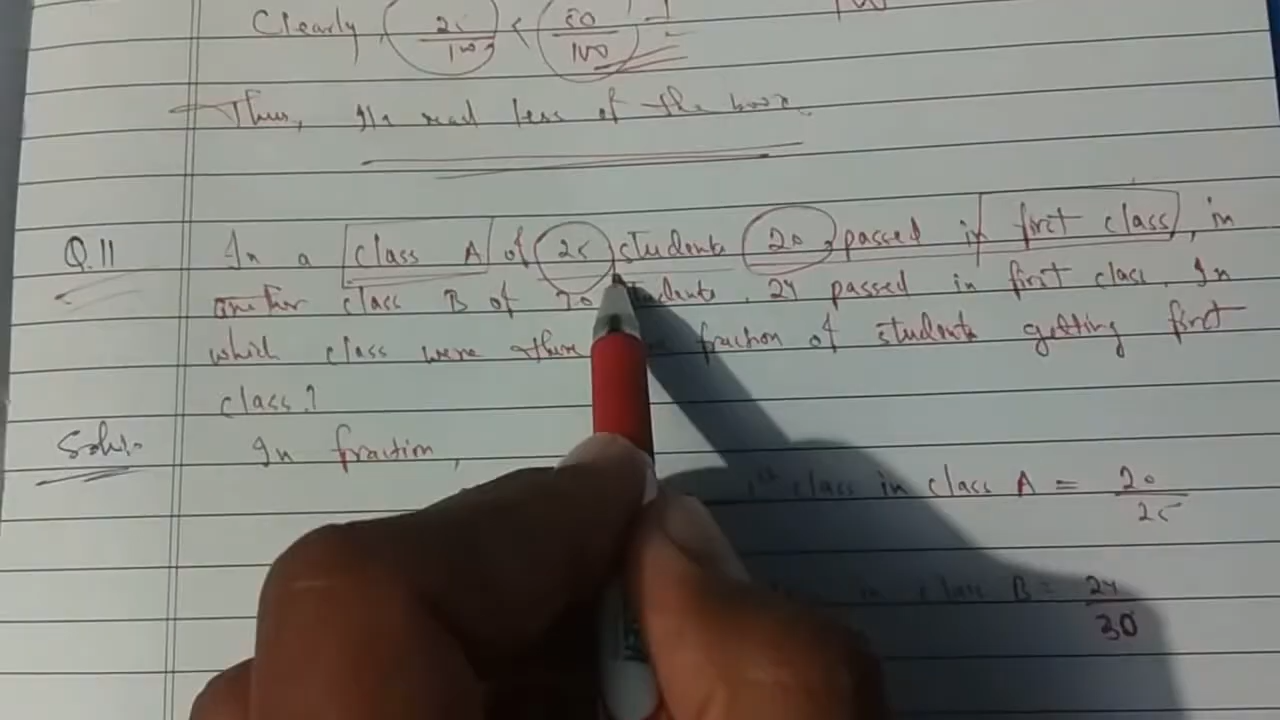 Clearly, 25/100 < 50/100
Thus, read less of the book.
Q.11 In a class A of 25 students 20 passed in first class, in
another class B of 30 students, 24 passed in first class. In
which class were fraction of students getting first
class?
Soln:- In fraction,
1st class in class A = 20/25
in class B = 24/30